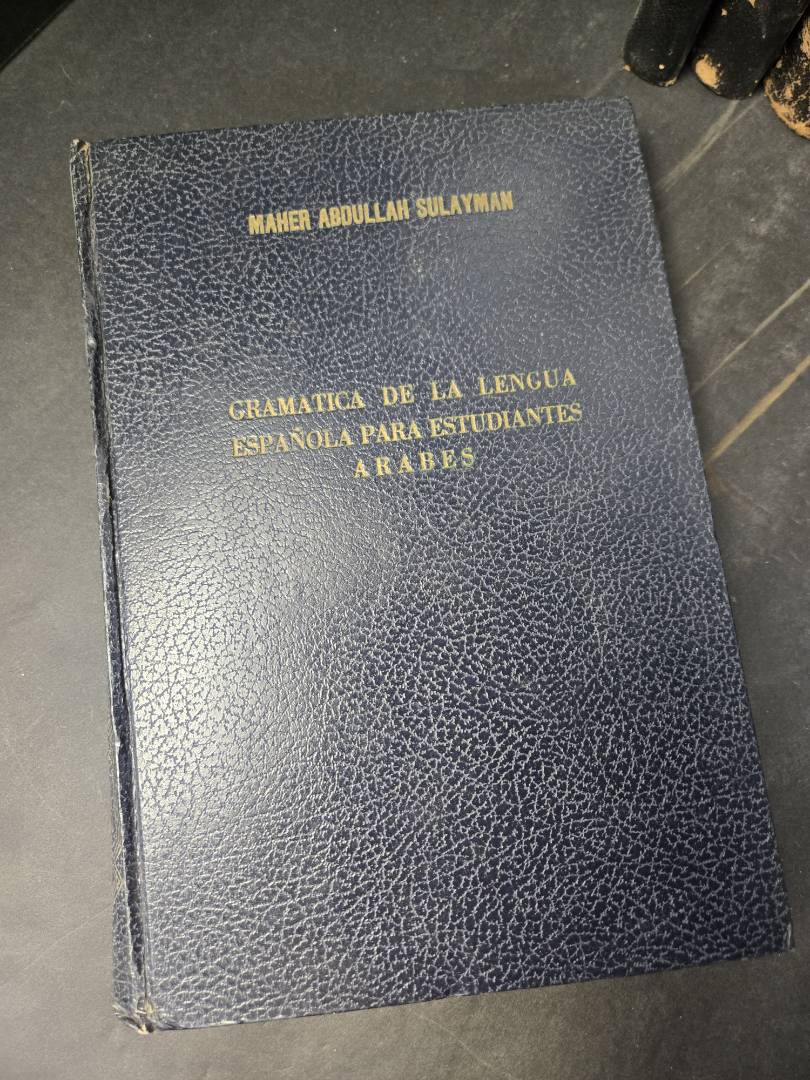 MAHER ABDULLAH SULAYMAN
GRAMATICA DE LA LENGUA
ESPAÑOLA PARA ESTUDIANTES
ARABES